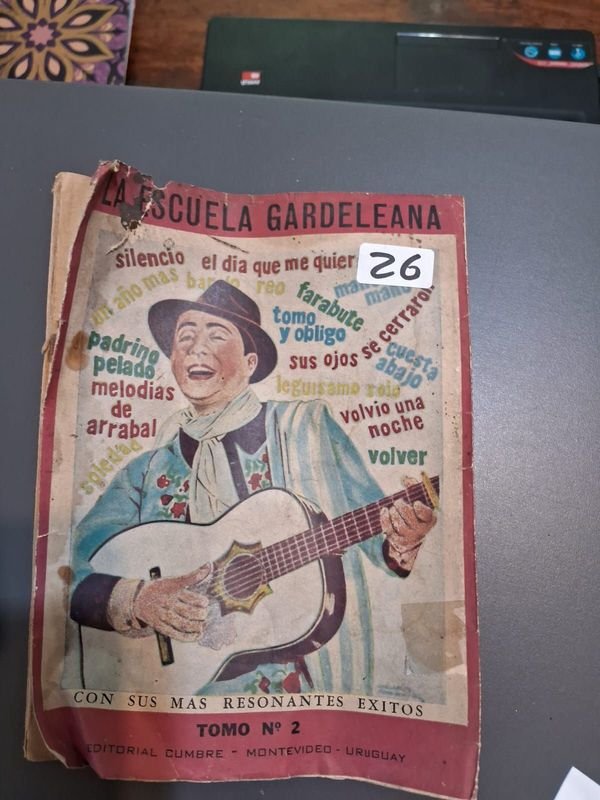 LA ESCUELA GARDELEANA
silencio el dia que me quier
26
un año mas
reo
farabute
tomo
y obligo
mano
sus ojos se cerraron
cuesta
abajo
padrino
pelado
leguisamo solo
melodias
de
arrabal
volvio una
noche
soledad
volver
CON SUS MAS RESONANTES EXITOS
TOMO Nº 2
EDITORIAL CUMBRE - MONTEVIDEO - URUGUAY